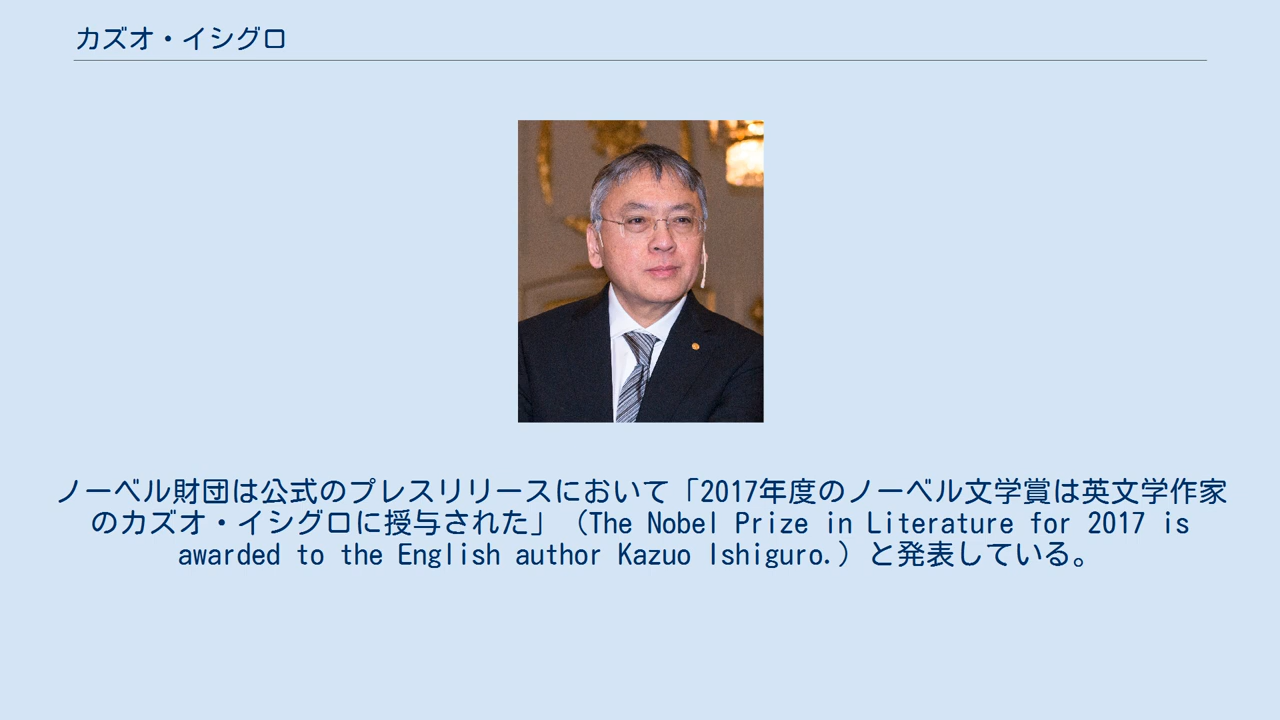 カズオ・イシグロ
ノーベル財団は公式のプレスリリースにおいて「2017年度のノーベル文学賞は英文学作家
のカズオ・イシグロに授与された」（The Nobel Prize in Literature for 2017 is
awarded to the English author Kazuo Ishiguro.）と発表している。